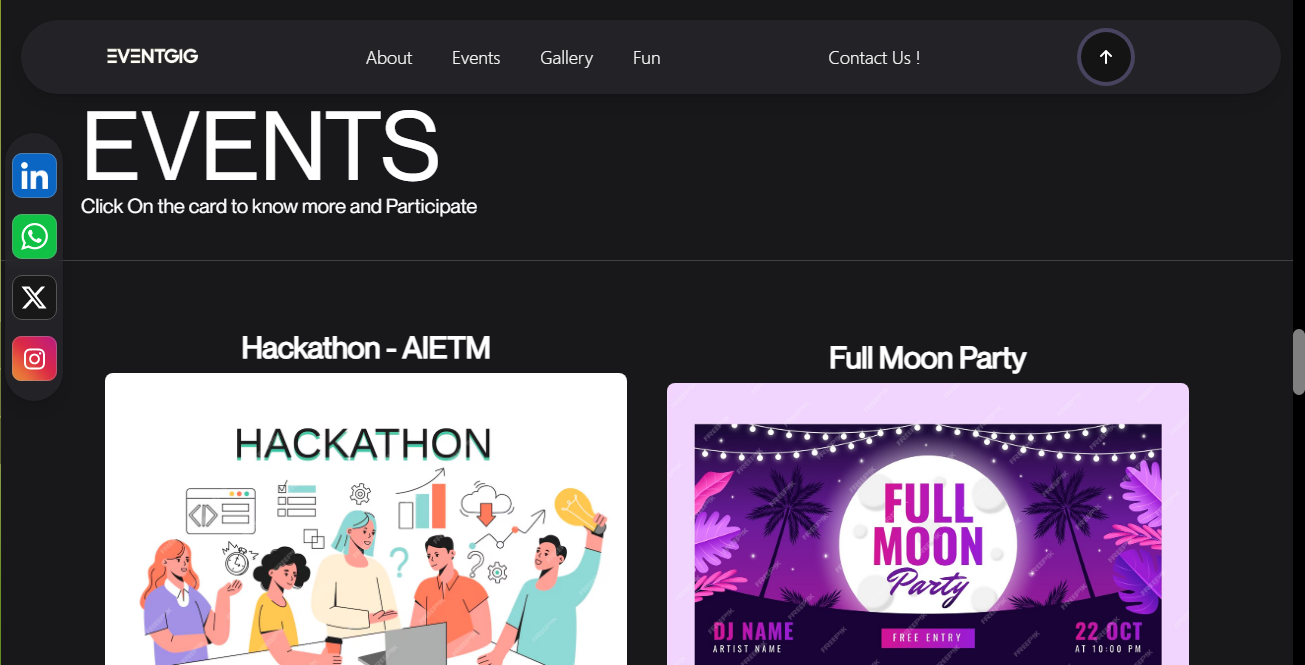 EVENTGIG
About
Events
Gallery
Fun
Contact Us !
EVENTS
Click On the card to know more and Participate
in
Hackathon - AIETM
HACKATHON
Full Moon Party
FULL
MOON
Party
DJ NAME
ARTIST NAME
FREE ENTRY
22 OCT
AT 10:00 PM
FREEPIK